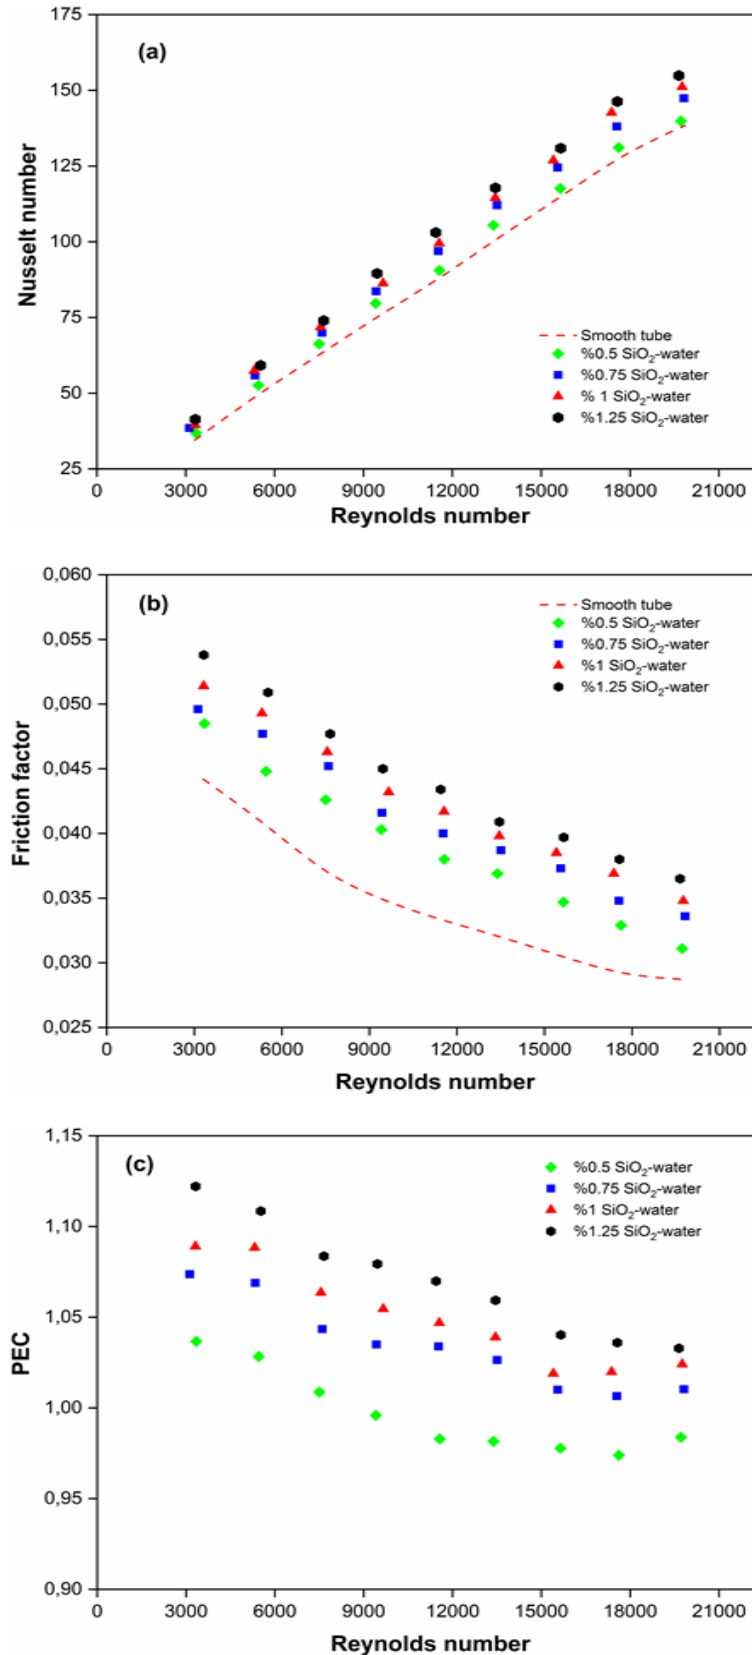 175
(a)
150
125
100
75
50
25
Nusselt number
Smooth tube
%0.5 SiO₂-water
%0.75 SiO₂-water
% 1 SiO₂-water
%1.25 SiO₂-water
0 3000 6000 9000 12000 15000 18000 21000
Reynolds number
0,060
(b)
0,055
0,050
0,045
0,040
0,035
0,030
0,025
Friction factor
Smooth tube
%0.5 SiO₂-water
%0.75 SiO₂-water
%1 SiO₂-water
%1.25 SiO₂-water
0 3000 6000 9000 12000 15000 18000 21000
Reynolds number
1,15
(c)
1,10
1,05
1,00
0,95
0,90
PEC
%0.5 SiO₂-water
%0.75 SiO₂-water
%1 SiO₂-water
%1.25 SiO₂-water
0 3000 6000 9000 12000 15000 18000 21000
Reynolds number